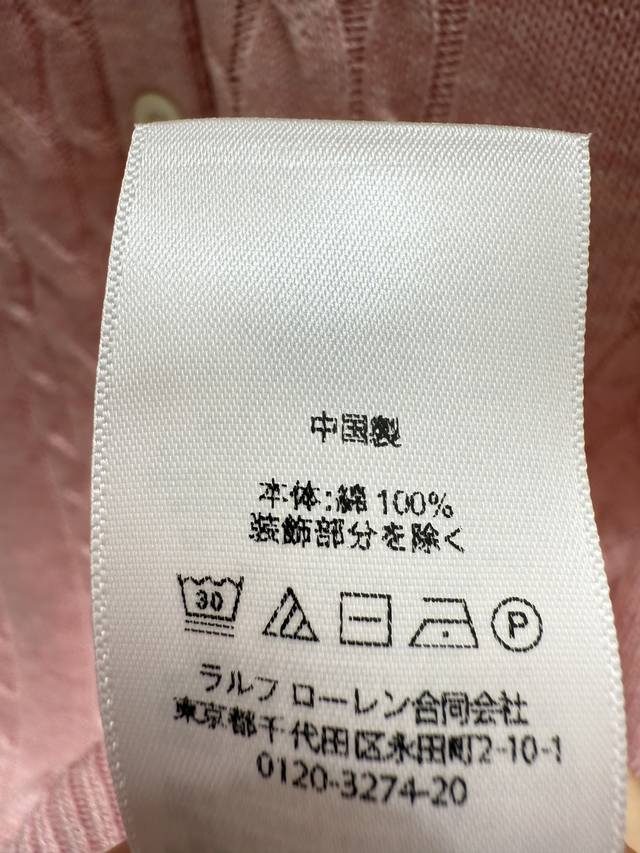 中国製
本体:綿 100%
装飾部分を除く
30 P
ラルフ ローレン合同会社
東京都千代田区永田町2-10-1
0120-3274-20